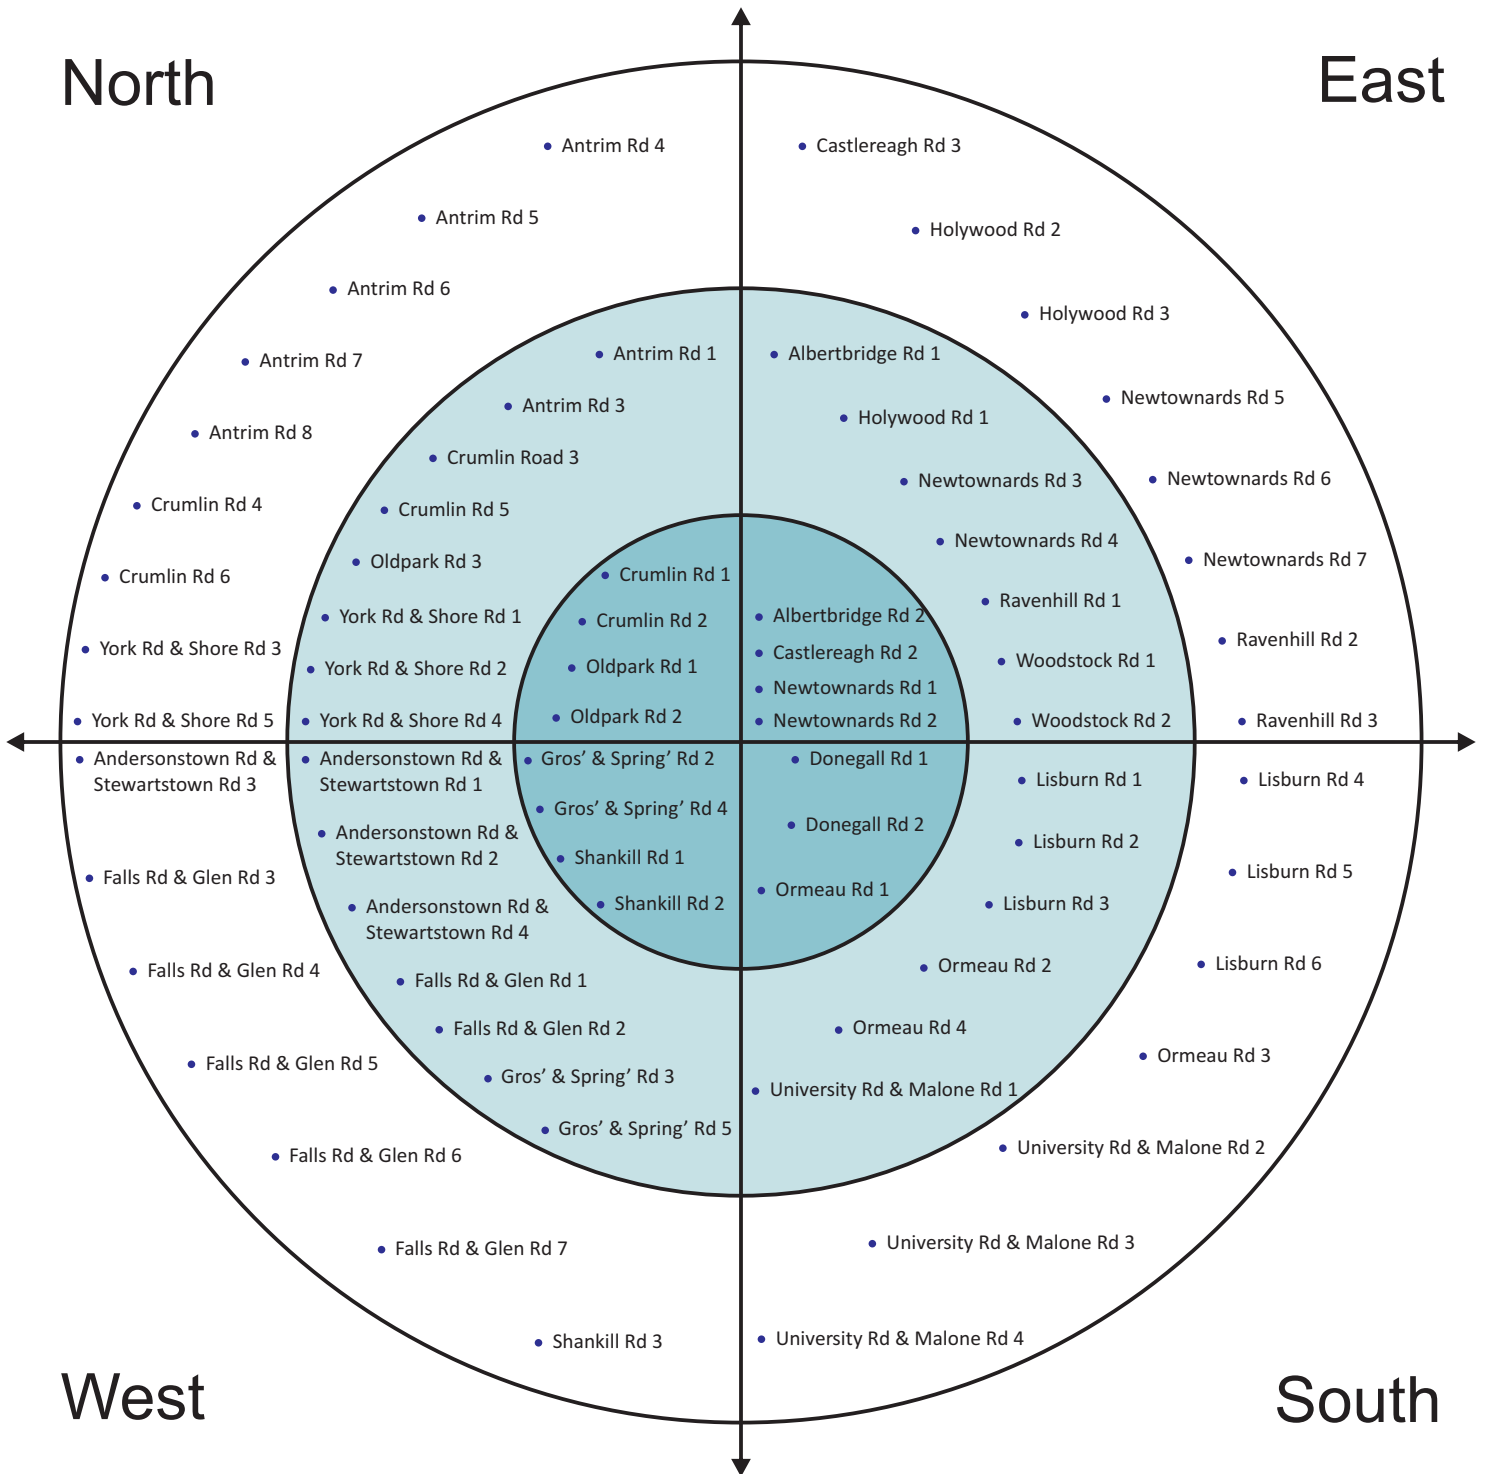 North
East
Antrim Rd 4
Antrim Rd 5
Antrim Rd 6
Antrim Rd 7
Antrim Rd 8
Crumlin Rd 4
Crumlin Rd 6
York Rd & Shore Rd 3
York Rd & Shore Rd 5
Antrim Rd 1
Antrim Rd 3
Crumlin Road 3
Crumlin Rd 5
Oldpark Rd 3
York Rd & Shore Rd 1
York Rd & Shore Rd 2
York Rd & Shore Rd 4
Crumlin Rd 1
Crumlin Rd 2
Oldpark Rd 1
Oldpark Rd 2
Castlereagh Rd 3
Holywood Rd 2
Holywood Rd 3
Newtownards Rd 5
Newtownards Rd 6
Newtownards Rd 7
Ravenhill Rd 2
Ravenhill Rd 3
Albertbridge Rd 1
Holywood Rd 1
Newtownards Rd 3
Newtownards Rd 4
Ravenhill Rd 1
Woodstock Rd 1
Woodstock Rd 2
Albertbridge Rd 2
Castlereagh Rd 2
Newtownards Rd 1
Newtownards Rd 2
Andersonstown Rd &
Stewartstown Rd 3
Falls Rd & Glen Rd 3
Falls Rd & Glen Rd 4
Falls Rd & Glen Rd 5
Falls Rd & Glen Rd 6
Falls Rd & Glen Rd 7
Shankill Rd 3
Andersonstown Rd &
Stewartstown Rd 1
Andersonstown Rd &
Stewartstown Rd 2
Andersonstown Rd &
Stewartstown Rd 4
Falls Rd & Glen Rd 1
Falls Rd & Glen Rd 2
Gros’ & Spring’ Rd 3
Gros’ & Spring’ Rd 5
Gros’ & Spring’ Rd 2
Gros’ & Spring’ Rd 4
Shankill Rd 1
Shankill Rd 2
Donegall Rd 1
Donegall Rd 2
Ormeau Rd 1
Lisburn Rd 1
Lisburn Rd 2
Lisburn Rd 3
Ormeau Rd 2
Ormeau Rd 4
University Rd & Malone Rd 1
Lisburn Rd 4
Lisburn Rd 5
Lisburn Rd 6
Ormeau Rd 3
University Rd & Malone Rd 2
University Rd & Malone Rd 3
University Rd & Malone Rd 4
West
South